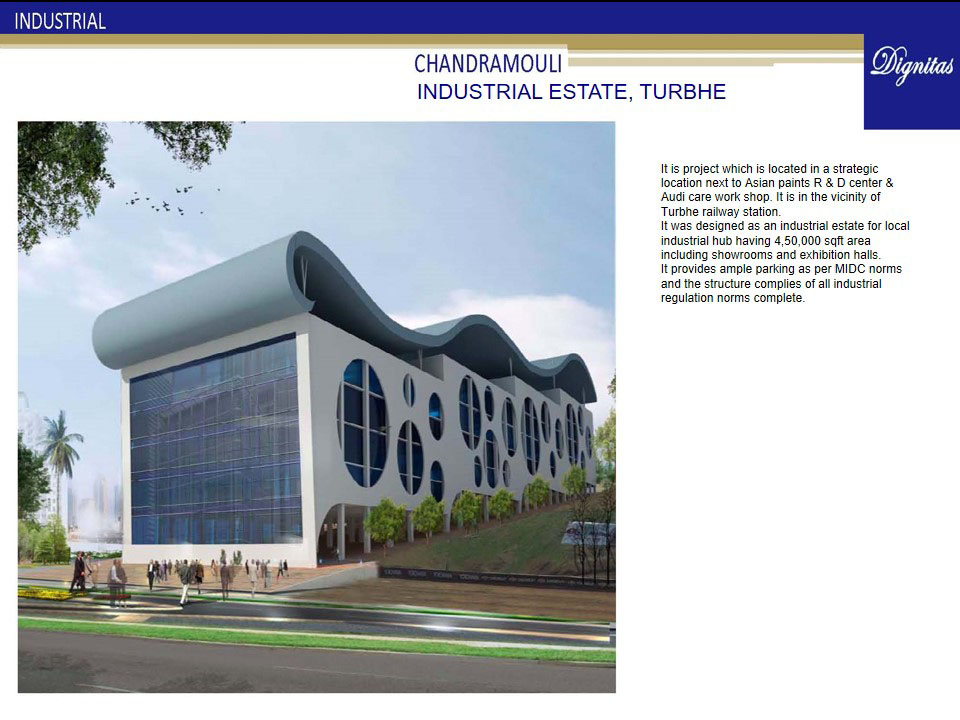 INDUSTRIAL
Dignitas
CHANDRAMOULI
INDUSTRIAL ESTATE, TURBHE
It is project which is located in a strategic
location next to Asian paints R & D center &
Audi care work shop. It is in the vicinity of
Turbhe railway station.
It was designed as an industrial estate for local
industrial hub having 4,50,000 sqft area
including showrooms and exhibition halls.
It provides ample parking as per MIDC norms
and the structure complies of all industrial
regulation norms complete.